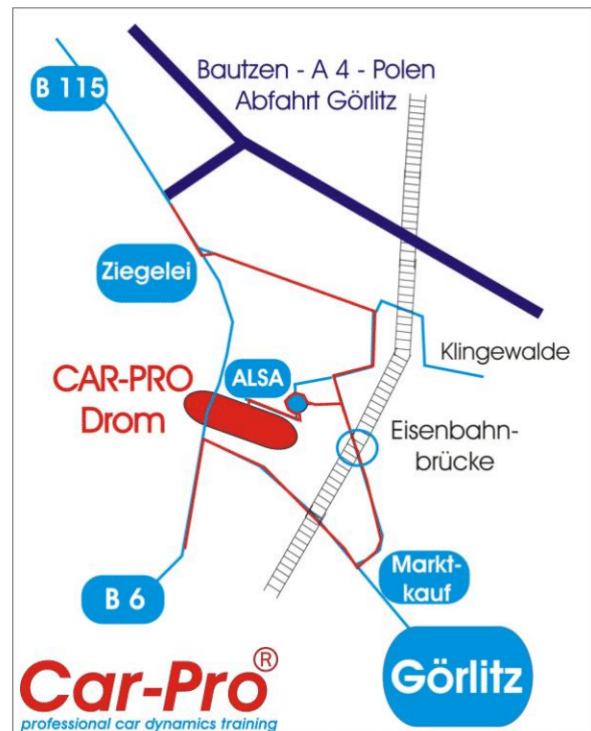 Bautzen - A 4 - Polen
Abfahrt Görlitz
B 115
Ziegelei
Klingewalde
CAR-PRO
Drom
ALSA
Eisenbahn-
brücke
Markt-
kauf
B 6
Görlitz
Car-Pro®
professional car dynamics training